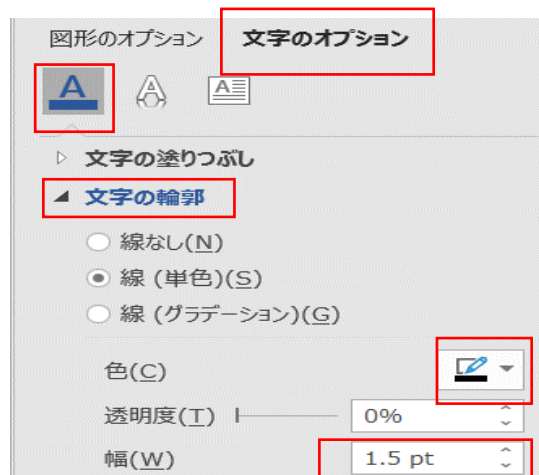 図形のオプション 文字のオプション
A A A
文字の塗りつぶし
文字の輪郭
線なし(N)
線 (単色)(S)
線 (グラデーション)(G)
色(C)
透明度(T) 0%
幅(W) 1.5 pt